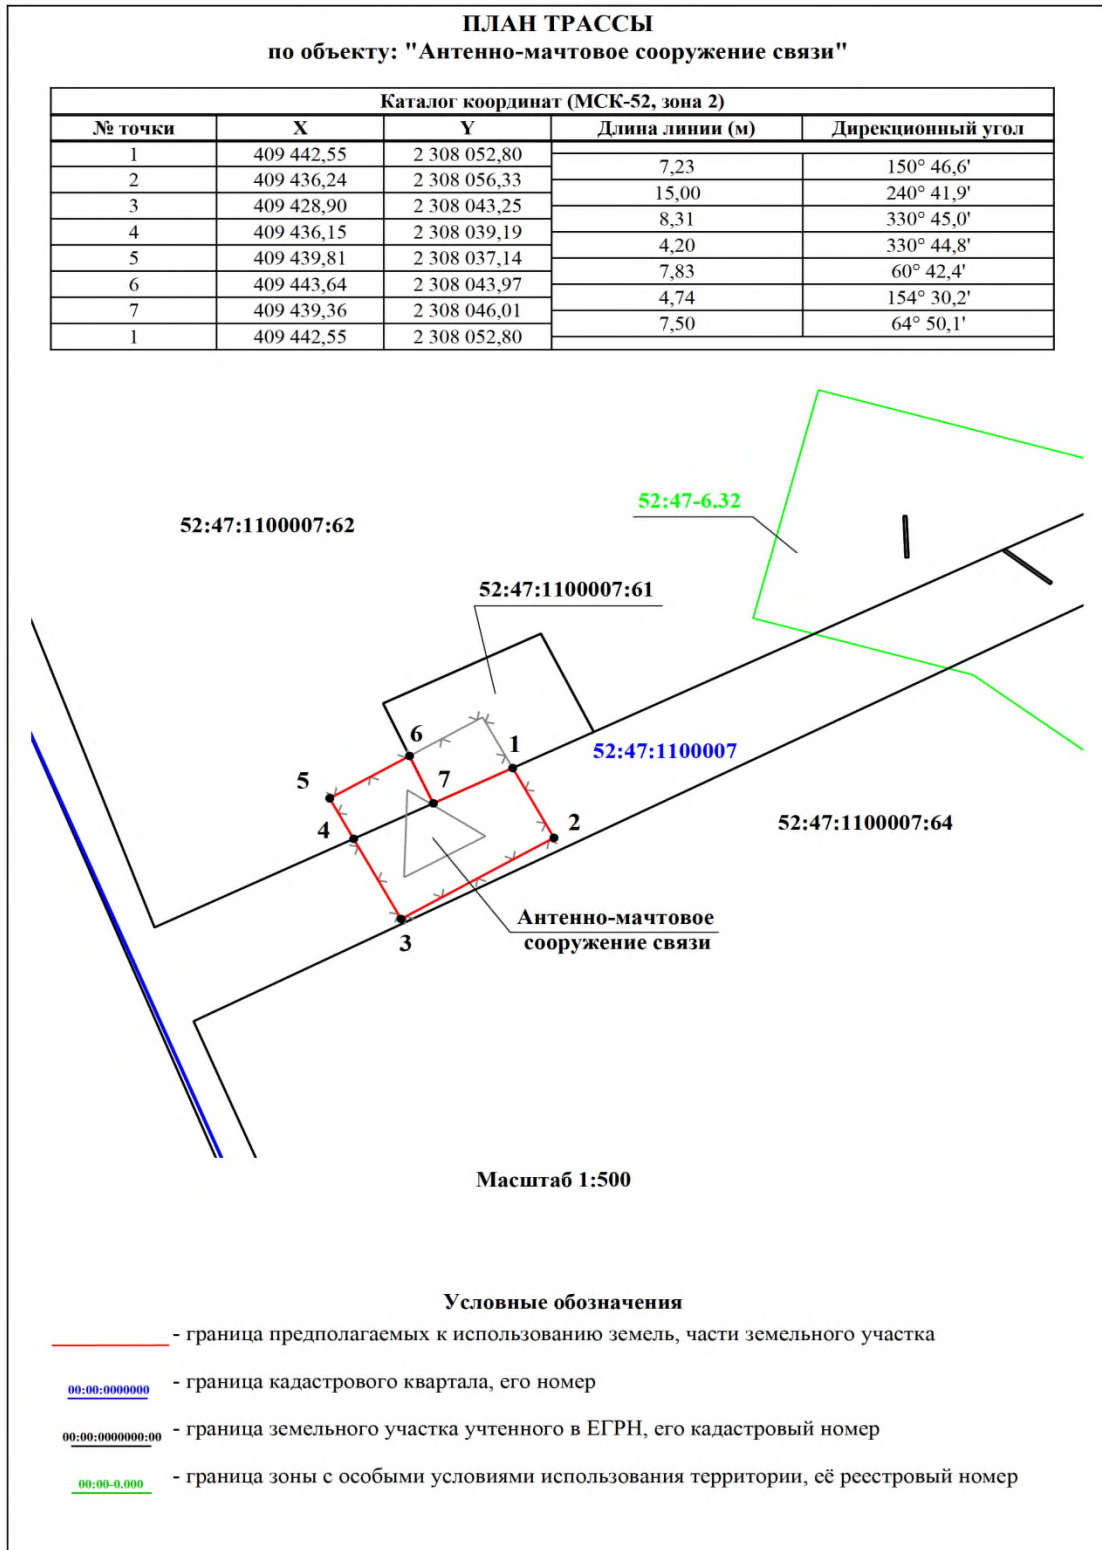 ПЛАН ТРАССЫ
по объекту: "Антенно-мачтовое сооружение связи"
Каталог координат (МСК-52, зона 2)
№ точки X Y Длина линии (м) Дирекционный угол
1 409 442,55 2 308 052,80
7,23 150° 46,6'
2 409 436,24 2 308 056,33
15,00 240° 41,9'
3 409 428,90 2 308 043,25
8,31 330° 45,0'
4 409 436,15 2 308 039,19
4,20 330° 44,8'
5 409 439,81 2 308 037,14
7,83 60° 42,4'
6 409 443,64 2 308 043,97
4,74 154° 30,2'
7 409 439,36 2 308 046,01
7,50 64° 50,1'
1 409 442,55 2 308 052,80
52:47-6.32
52:47:1100007:62
52:47:1100007:61
6
1
52:47:1100007
5
7
4
2
52:47:1100007:64
3
Антенно-мачтовое
сооружение связи
Масштаб 1:500
Условные обозначения
- граница предполагаемых к использованию земель, части земельного участка
00:00:0000000 - граница кадастрового квартала, его номер
00:00:0000000:00 - граница земельного участка учтенного в ЕГРН, его кадастровый номер
00:00-0.000 - граница зоны с особыми условиями использования территории, её реестровый номер